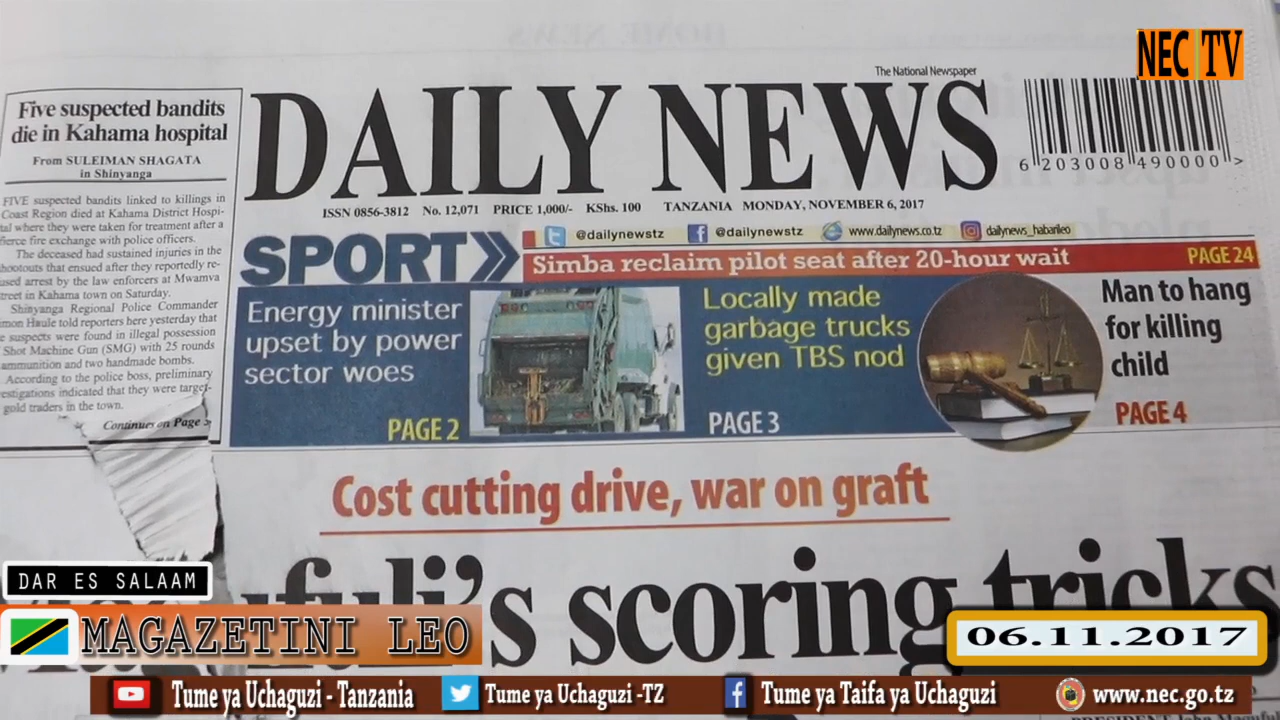 NEC TV
The National Newspaper
DAILY NEWS
6 203008 490000 >
ISSN 0856-3812 No. 12,071 PRICE 1,000/- KShs. 100 TANZANIA MONDAY, NOVEMBER 6, 2017
Five suspected bandits
die in Kahama hospital
From SULEIMAN SHAGATA
in Shinyanga
FIVE suspected bandits linked to killings in
Coast Region died at Kahama District Hospi-
tal where they were taken for treatment after a
fierce fire exchange with police officers.
The deceased had sustained injuries in the
shootouts that ensued after they reportedly re-
used arrest by the law enforcers at Mwamva
treet in Kahama town on Saturday.
Shinyanga Regional Police Commander
imon Haule told reporters here yesterday that
e suspects were found in illegal possession
Shot Machine Gun (SMG) with 25 rounds
ammunition and two handmade bombs.
According to the police boss, preliminary
estigations indicated that they were target-
gold traders in the town.
Continues on Page
@dailynewstz @dailynewstz www.dailynews.co.tz dailynews_habarileo
SPORT
Simba reclaim pilot seat after 20-hour wait PAGE 24
Energy minister
upset by power
sector woes
PAGE 2
Locally made
garbage trucks
given TBS nod
PAGE 3
Man to hang
for killing
child
PAGE 4
Cost cutting drive, war on graft
fuli's scoring tricks
DAR ES SALAAM
MAGAZETINI LEO
06.11.2017
Tume ya Uchaguzi - Tanzania Tume ya Uchaguzi -TZ Tume ya Taifa ya Uchaguzi www.nec.go.tz